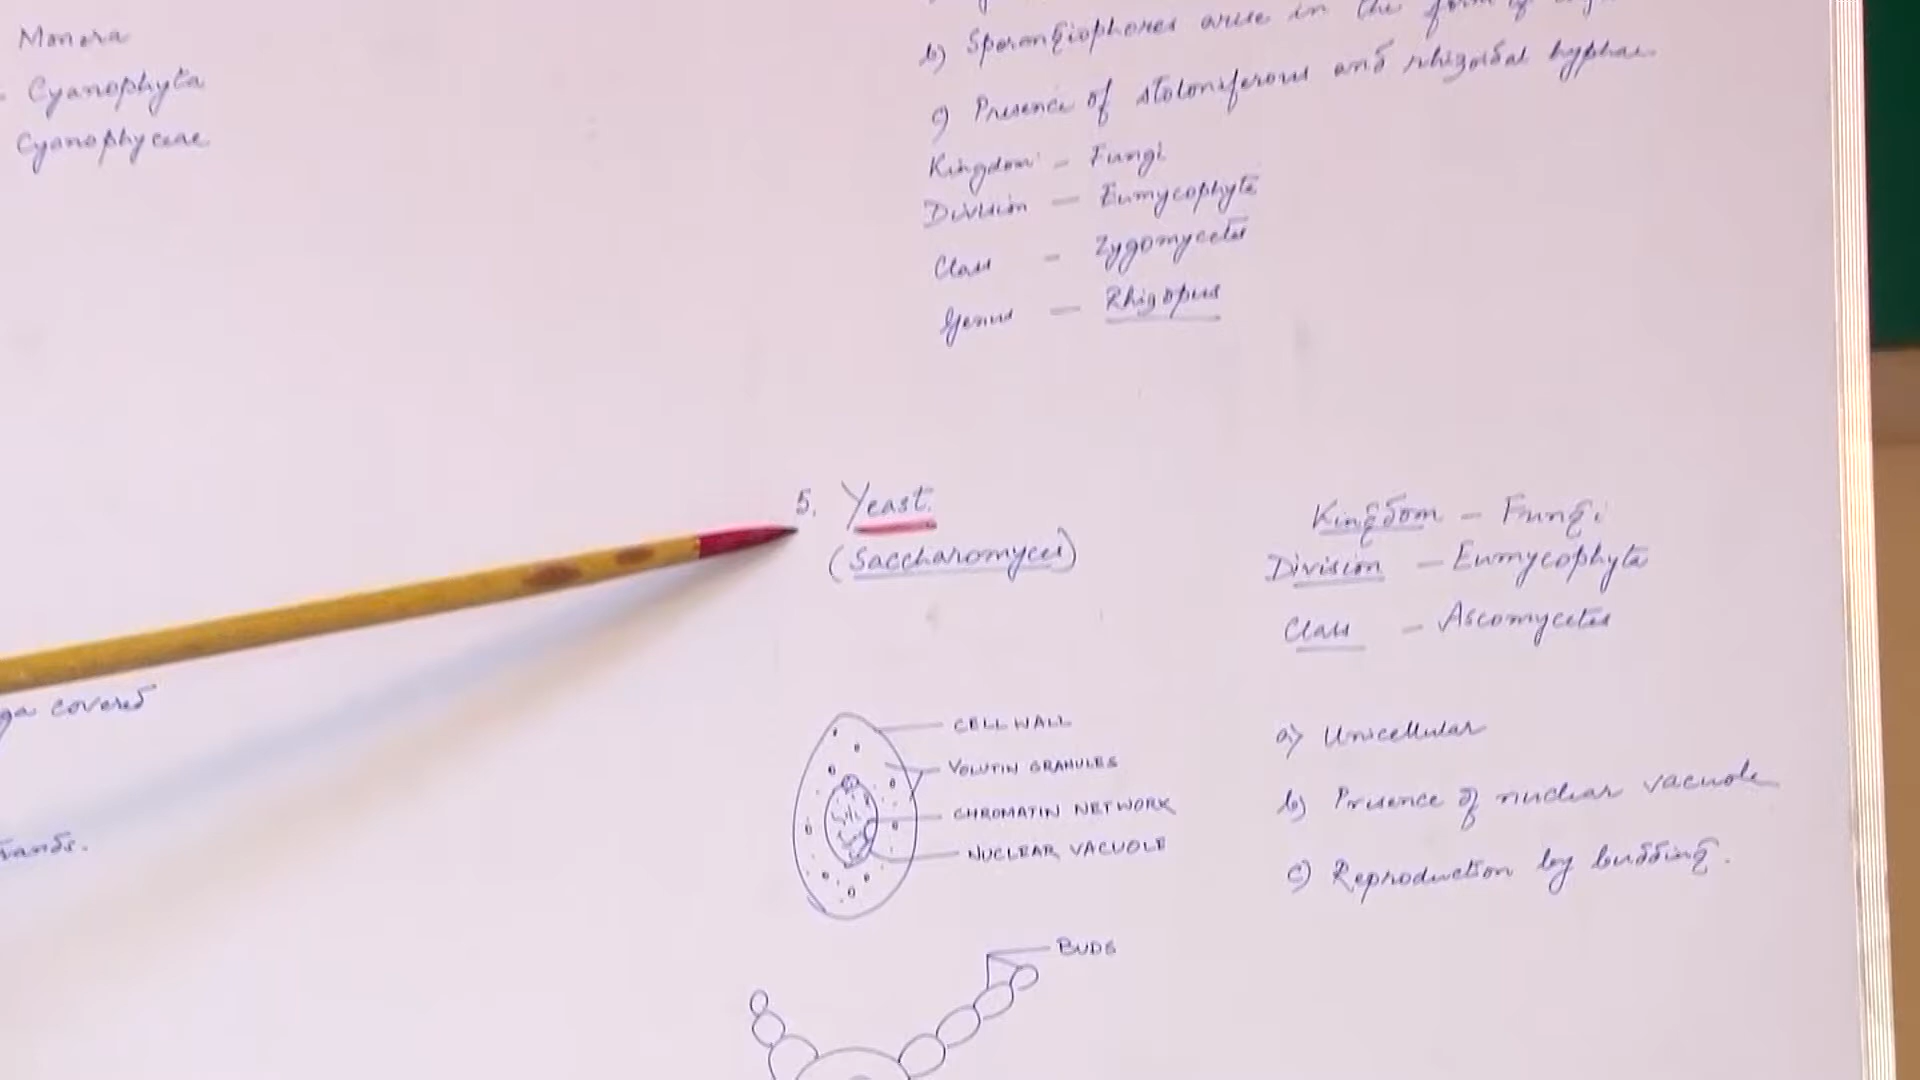 Monera
Cyanophyta
Cyanophyceae
b) Sporangiophores arise in the form of
c) Presence of stoloniferous and rhizoidal hyphae
Kingdom - Fungi
Division - Eumycophyta
Class - Zygomycetes
Genus - Rhizopus
covered
5. Yeast.
(Saccharomyces)
Kingdom - Fungi
Division - Eumycophyta
Class - Ascomycetes
CELL WALL
VOLUTIN GRANULES
CHROMATIN NETWORK
NUCLEAR VACUOLE
BUDS
a) Unicellular
b) Presence of nuclear vacuole
c) Reproduction by budding.